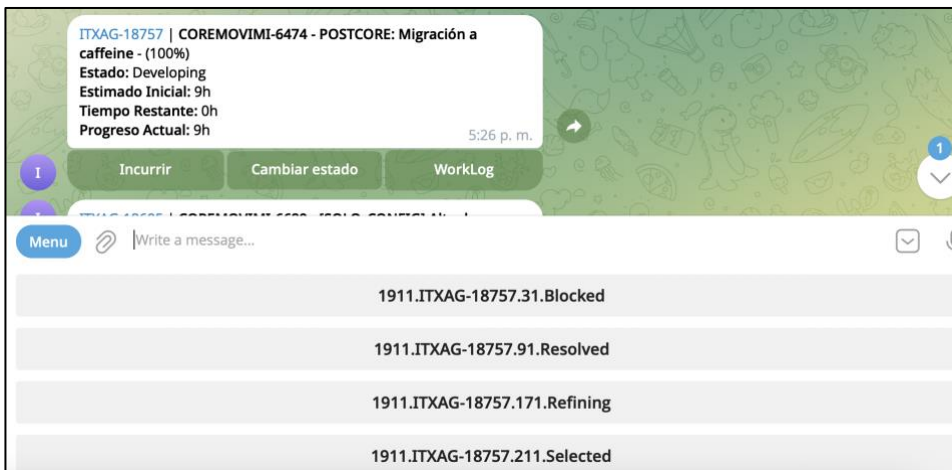 ITXAG-18757 | COREMOVIMI-6474 - POSTCORE: Migración a
caffeine - (100%)
Estado: Developing
Estimado Inicial: 9h
Tiempo Restante: 0h
Progreso Actual: 9h
5:26 p. m.
1
I
Incurrir Cambiar estado WorkLog
Menu Write a message...
1911.ITXAG-18757.31.Blocked
1911.ITXAG-18757.91.Resolved
1911.ITXAG-18757.171.Refining
1911.ITXAG-18757.211.Selected